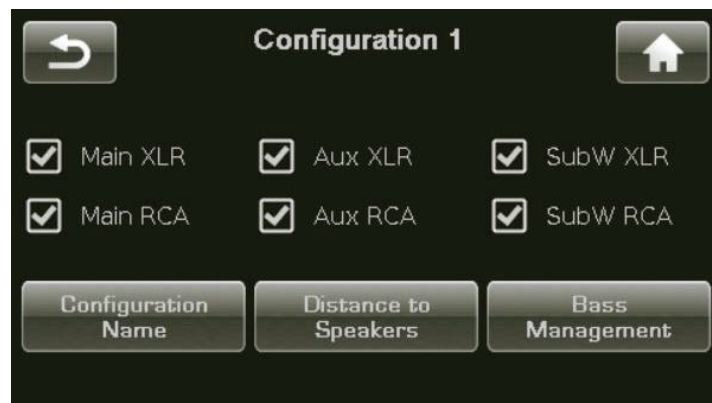 Configuration 1
Main XLR Aux XLR SubW XLR
Main RCA Aux RCA SubW RCA
Configuration
Name
Distance to
Speakers
Bass
Management